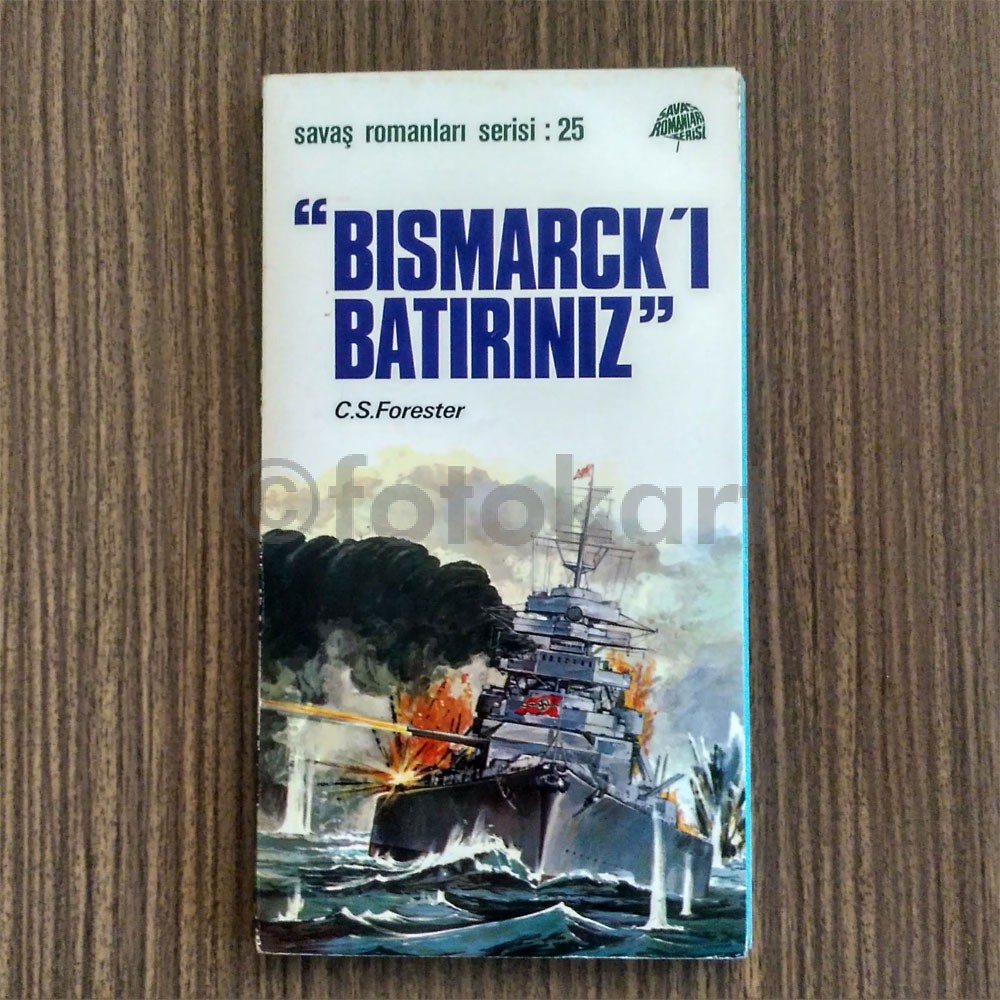 savaş romanları serisi : 25
SAVAŞ
ROMANLARI
SERİSİ
“BISMARCK'I
BATIRINIZ”
C.S.Forester
©fotokart